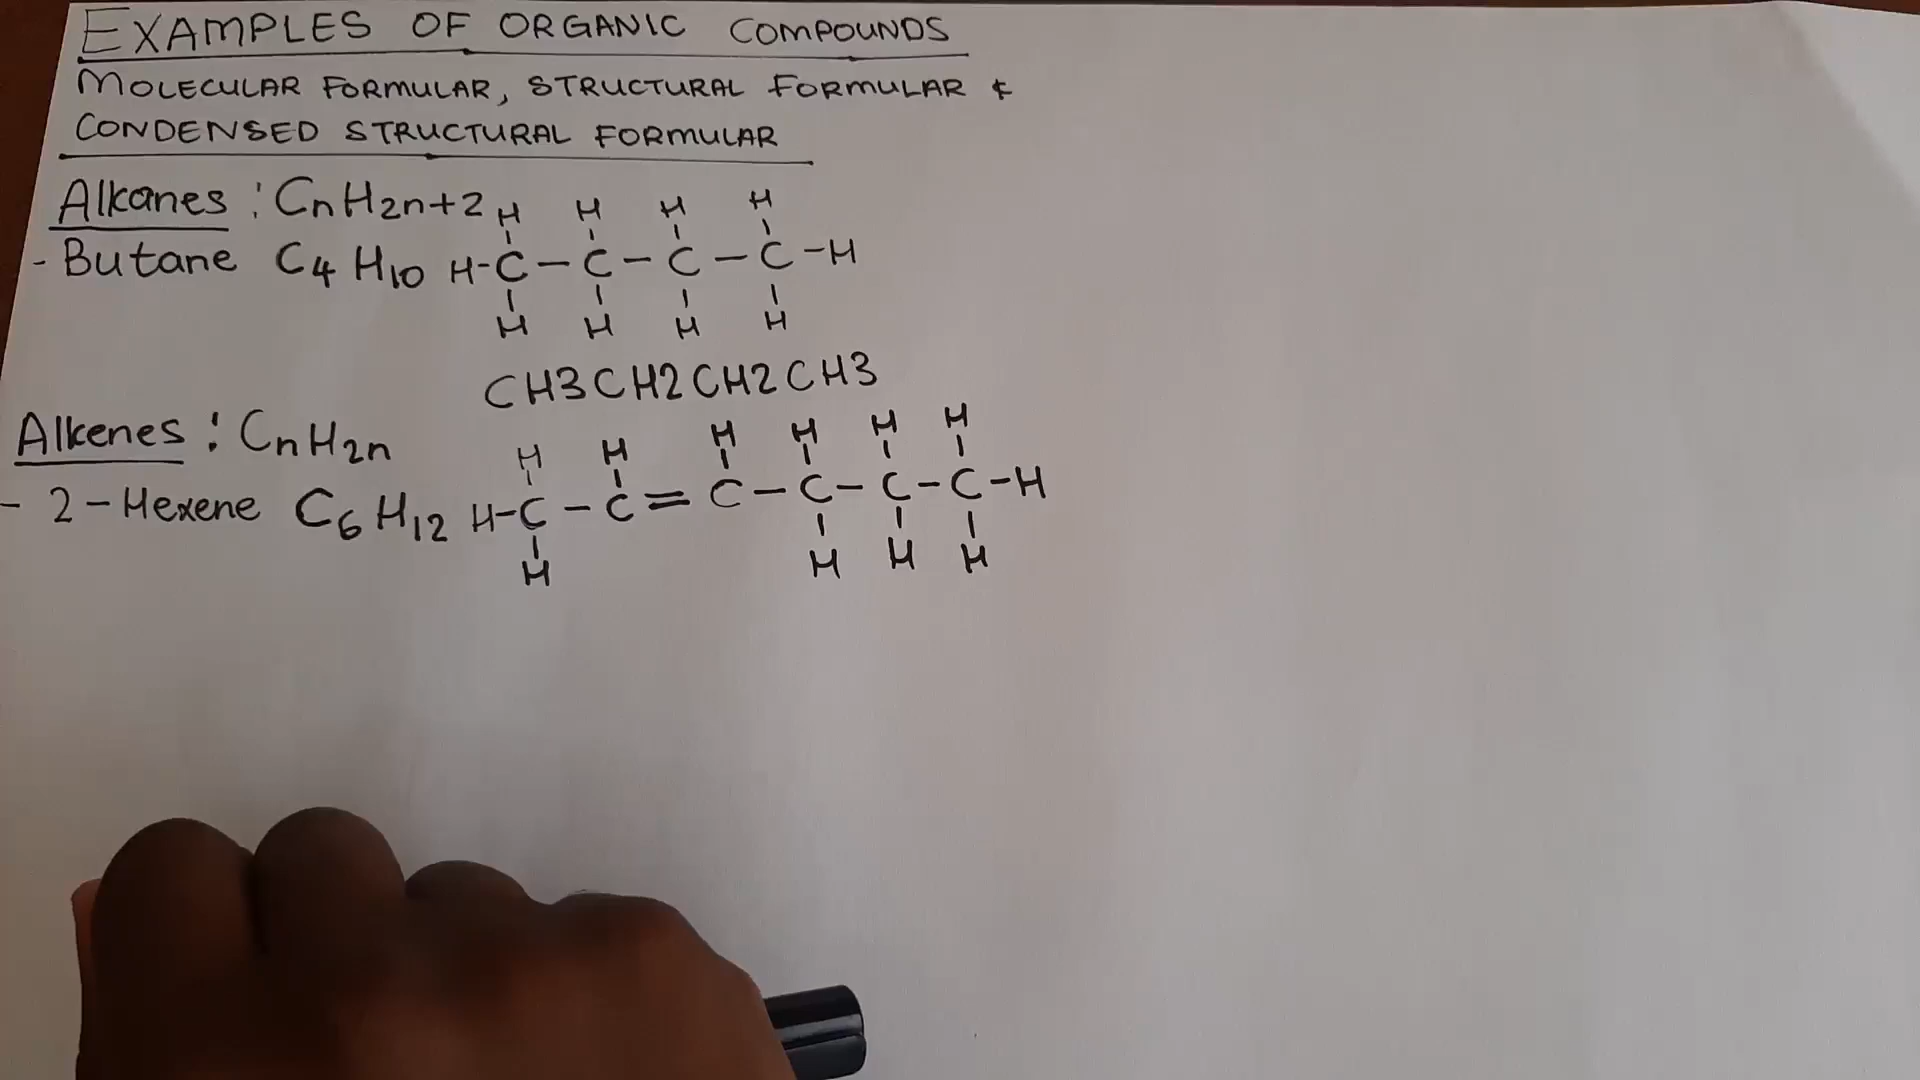 EXAMPLES OF ORGANIC COMPOUNDS
MOLECULAR FORMULAR, STRUCTURAL FORMULAR &
CONDENSED STRUCTURAL FORMULAR
Alkanes : CnH2n+2
H H H H
- Butane C4H10 H-C-C-C-C-H
H H H H
CH3CH2CH2CH3
Alkenes : CnH2n
H H H H H H
- 2-Hexene C6H12 H-C-C=C-C-C-C-H
H H H H